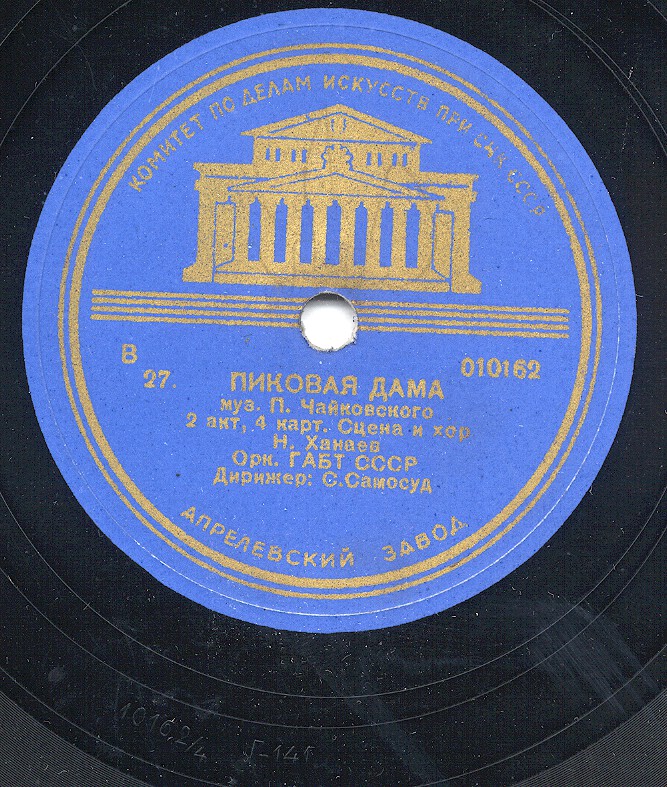 КОМИТЕТ ПО ДЕЛАМ ИСКУССТВ ПРИ СНК СССР
В 010162
27.
ПИКОВАЯ ДАМА
муз. П. Чайковского
2 акт, 4 карт. Сцена и хор
Н. Ханаев
Орк. ГАБТ СССР
Дирижер: С.Самосуд
АПРЕЛЕВСКИЙ ЗАВОД
10162/4 Г-141